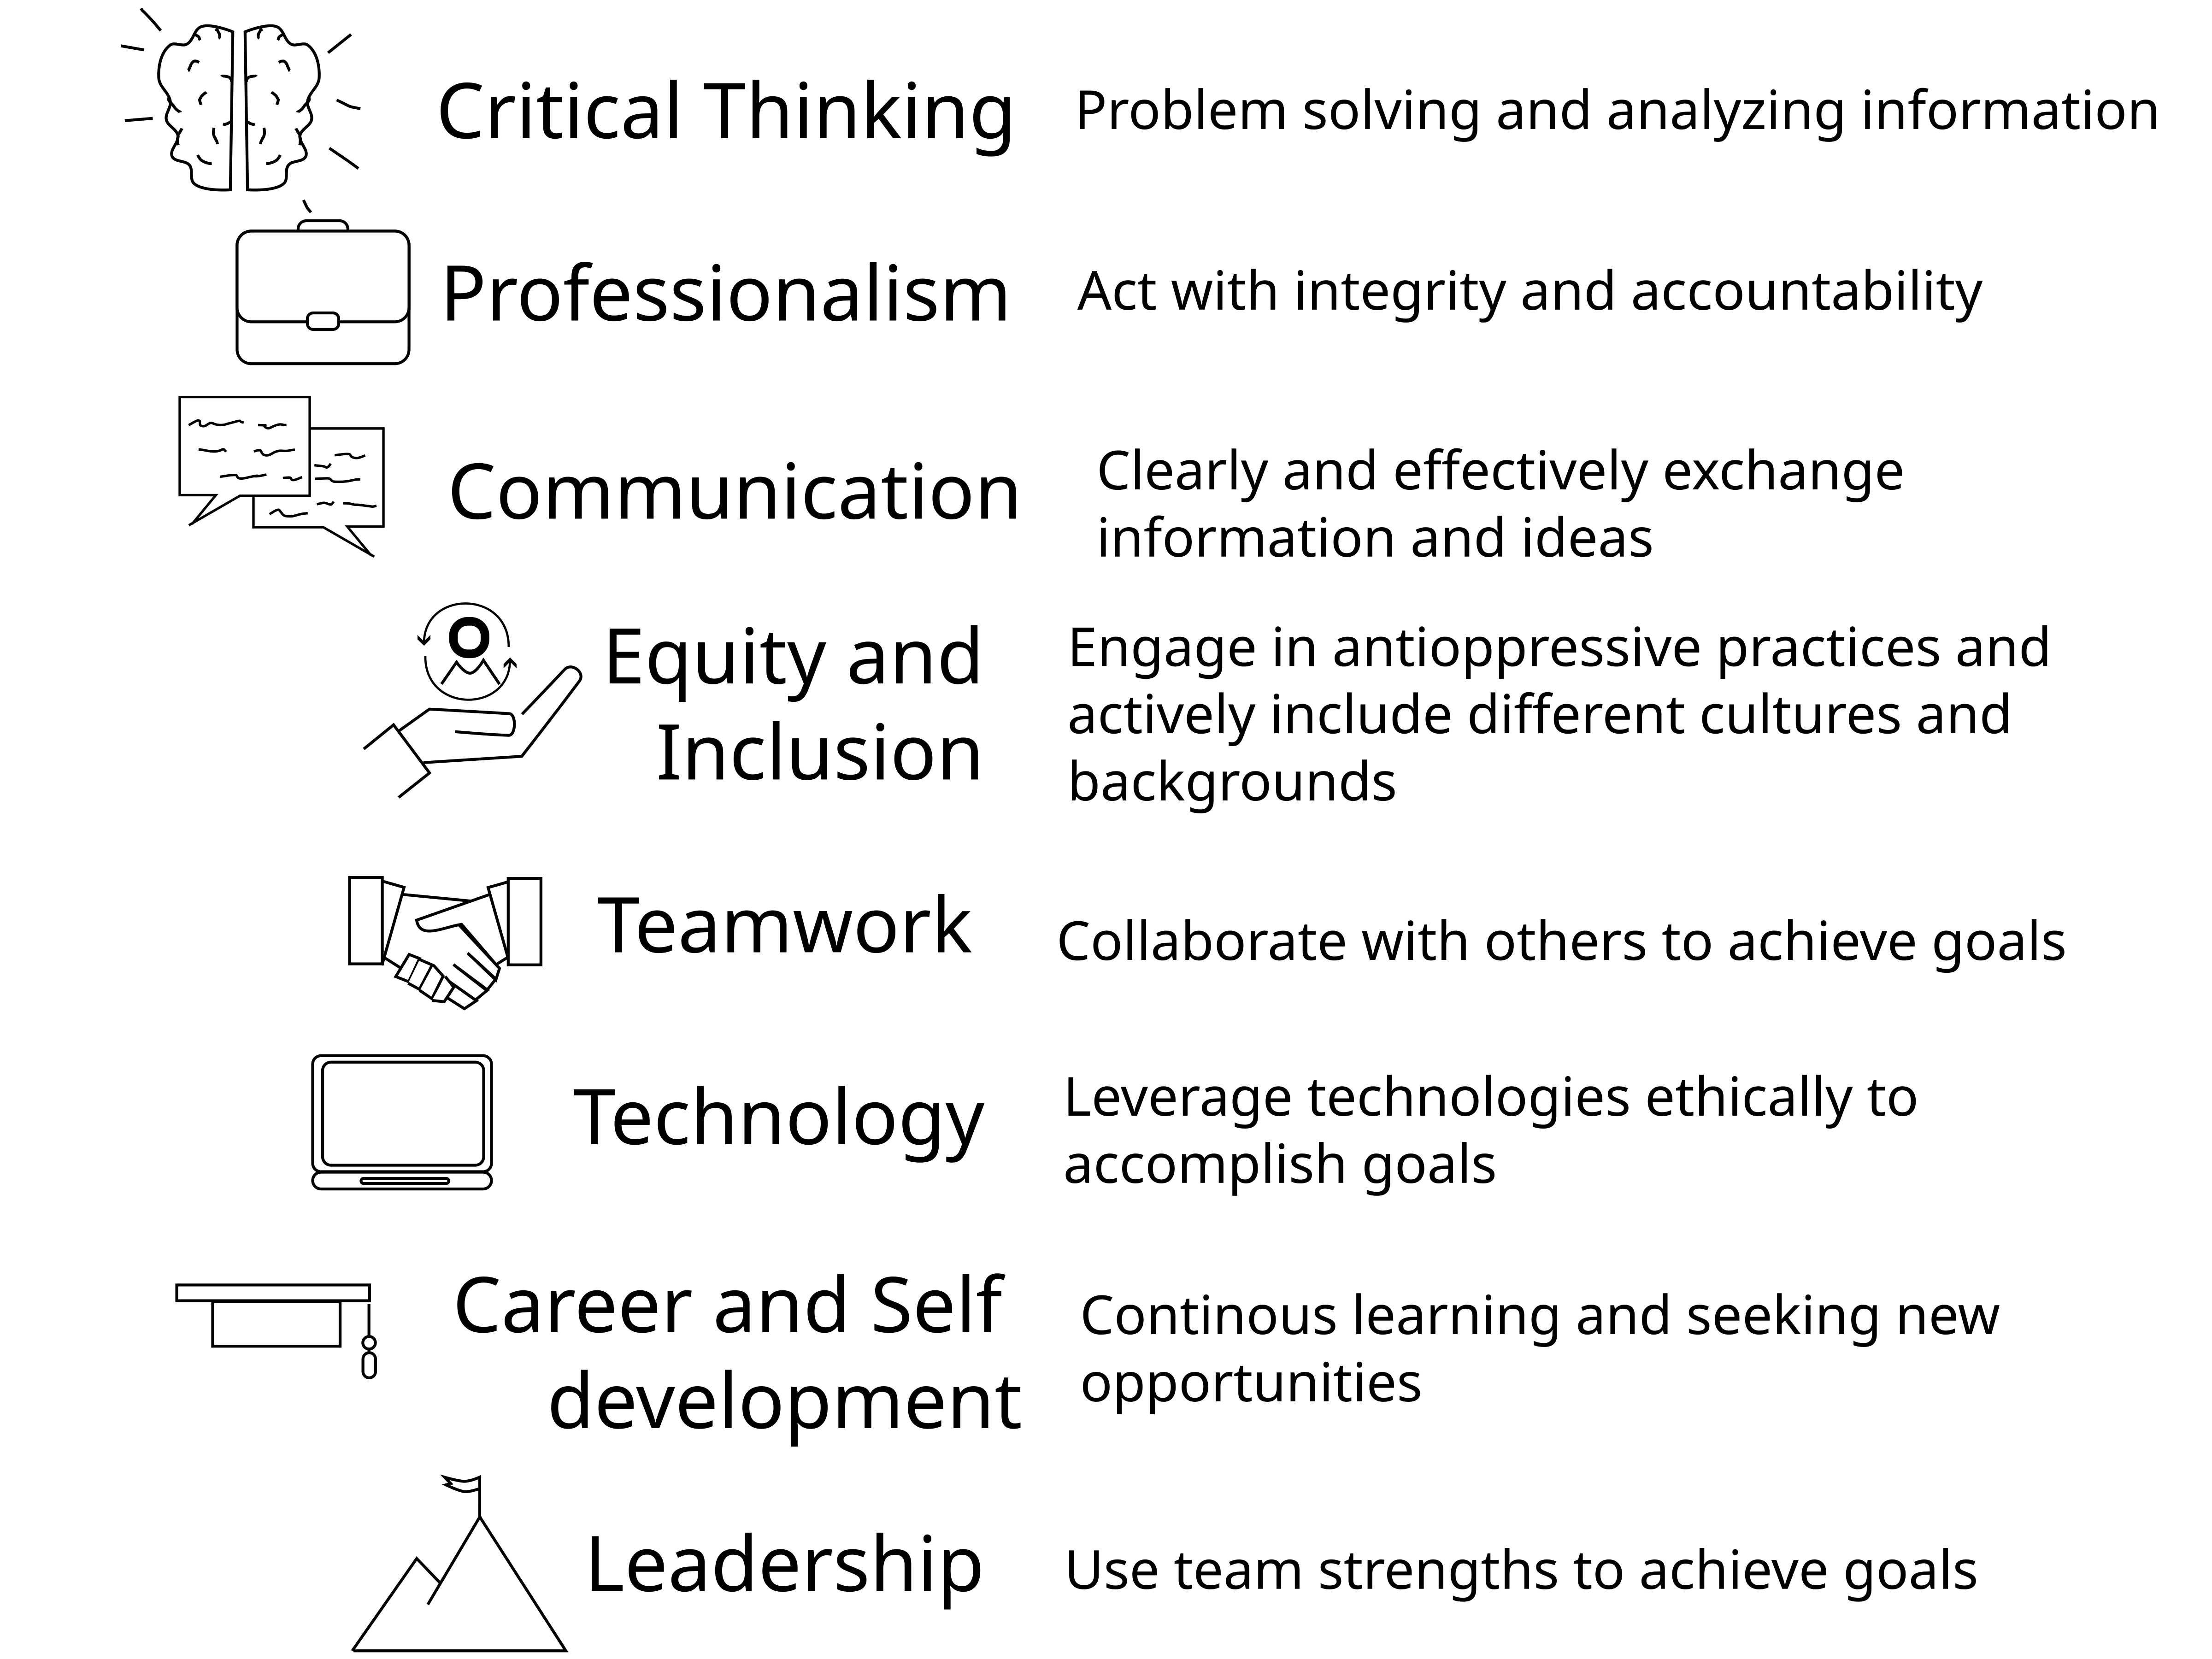 Critical Thinking
Problem solving and analyzing information
Professionalism
Act with integrity and accountability
Communication
Clearly and effectively exchange
information and ideas
Equity and
Inclusion
Engage in antioppressive practices and
actively include different cultures and
backgrounds
Teamwork
Collaborate with others to achieve goals
Technology
Leverage technologies ethically to
accomplish goals
Career and Self
development
Continous learning and seeking new
opportunities
Leadership
Use team strengths to achieve goals